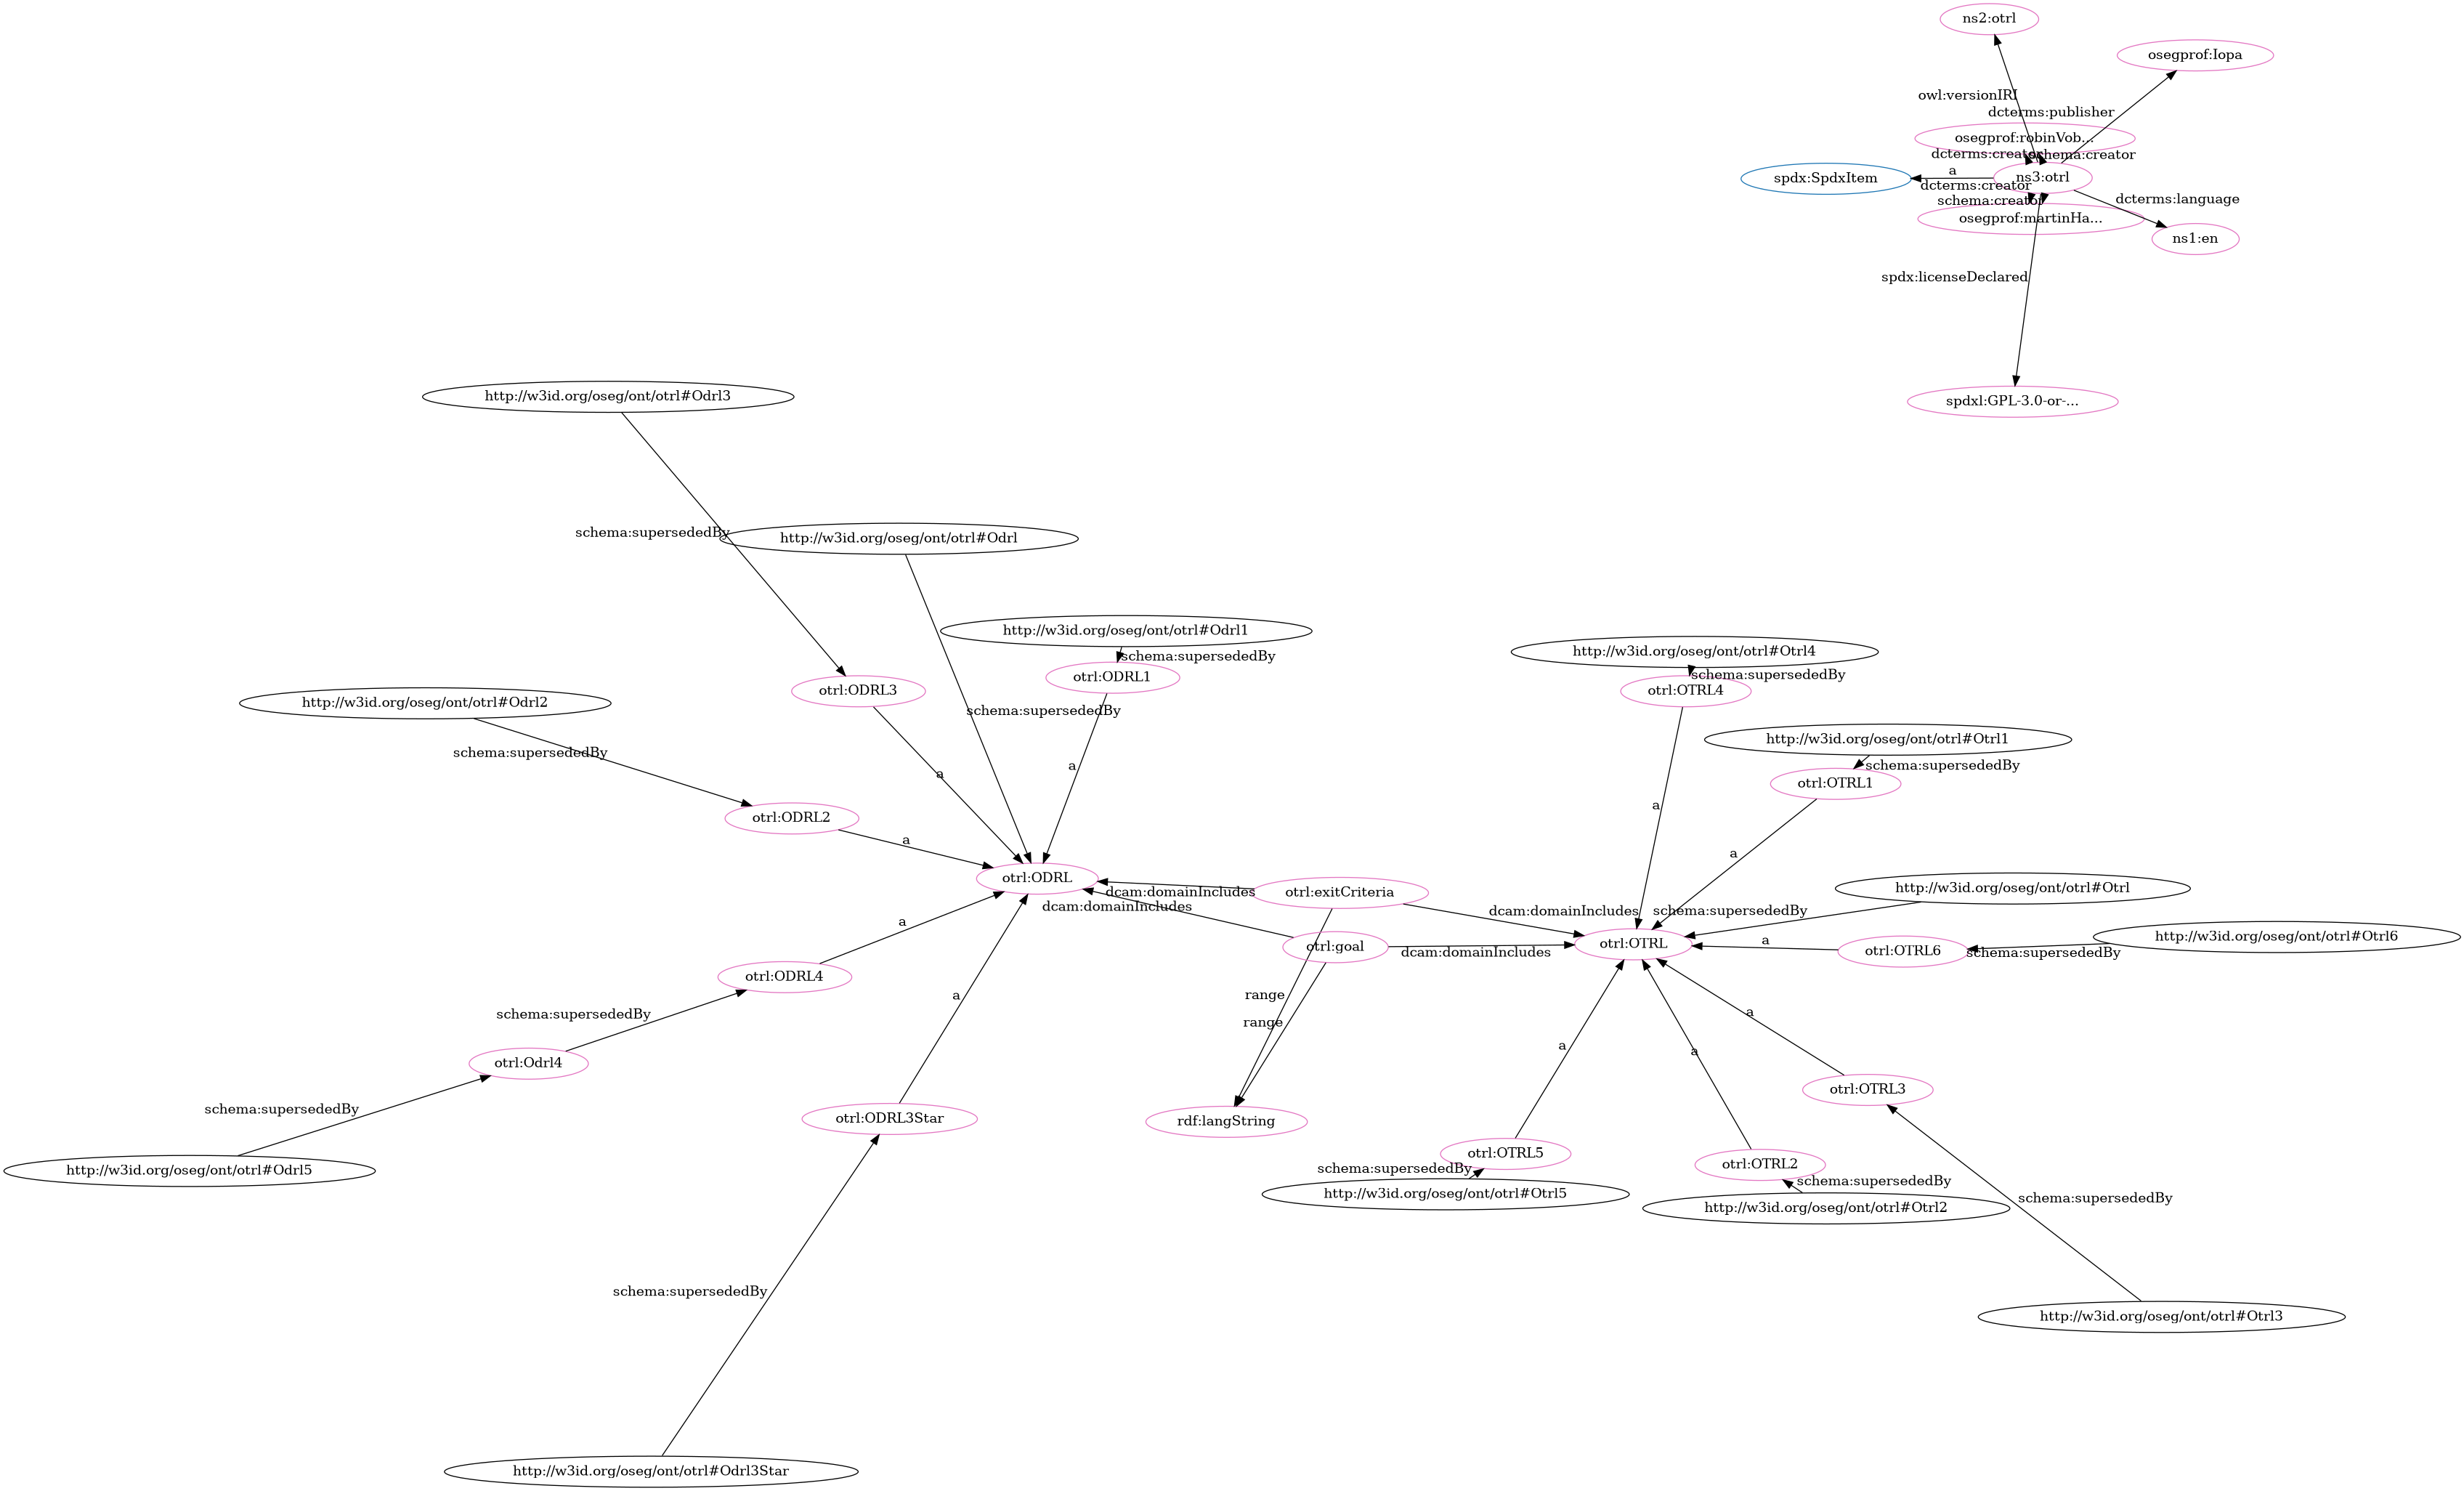 ns2:otrl
osegprof:Iopa
owl:versionIRI
dcterms:publisher
osegprof:robinVob...
dcterms:creator
schema:creator
a
spdx:SpdxItem
ns3:otrl
dcterms:creator
schema:creator
dcterms:language
osegprof:martinHa...
ns1:en
spdx:licenseDeclared
http://w3id.org/oseg/ont/otrl#Odrl3
spdxl:GPL-3.0-or-...
schema:supersededBy
http://w3id.org/oseg/ont/otrl#Odrl
http://w3id.org/oseg/ont/otrl#Odrl1
schema:supersededBy
http://w3id.org/oseg/ont/otrl#Otrl4
schema:supersededBy
otrl:ODRL3
otrl:ODRL1
otrl:OTRL4
http://w3id.org/oseg/ont/otrl#Odrl2
schema:supersededBy
http://w3id.org/oseg/ont/otrl#Otrl1
schema:supersededBy
schema:supersededBy
a
a
otrl:OTRL1
otrl:ODRL2
a
a
a
otrl:ODRL
otrl:exitCriteria
dcam:domainIncludes
dcam:domainIncludes
http://w3id.org/oseg/ont/otrl#Otrl
dcam:domainIncludes
schema:supersededBy
a
otrl:goal
dcam:domainIncludes
otrl:OTRL
a
otrl:OTRL6
http://w3id.org/oseg/ont/otrl#Otrl6
schema:supersededBy
otrl:ODRL4
a
range
schema:supersededBy
range
a
otrl:Odrl4
a
a
otrl:OTRL3
schema:supersededBy
otrl:ODRL3Star
rdf:langString
otrl:OTRL5
otrl:OTRL2
http://w3id.org/oseg/ont/otrl#Odrl5
schema:supersededBy
schema:supersededBy
http://w3id.org/oseg/ont/otrl#Otrl5
http://w3id.org/oseg/ont/otrl#Otrl2
schema:supersededBy
schema:supersededBy
http://w3id.org/oseg/ont/otrl#Otrl3
http://w3id.org/oseg/ont/otrl#Odrl3Star